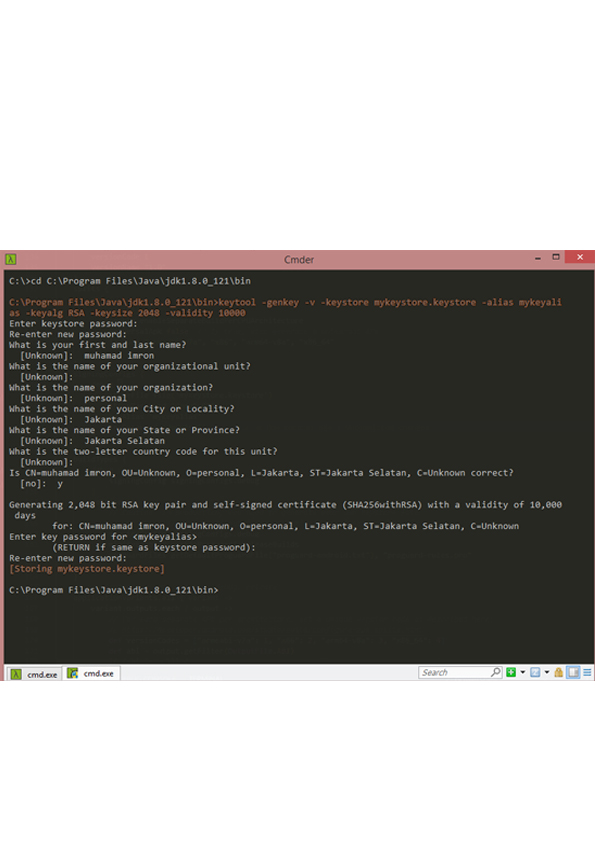 Cmder
C:\>cd C:\Program Files\Java\jdk1.8.0_121\bin
C:\Program Files\Java\jdk1.8.0_121\bin>keytool -genkey -v -keystore mykeystore.keystore -alias mykeyali
as -keyalg RSA -keysize 2048 -validity 10000
Enter keystore password:
Re-enter new password:
What is your first and last name?
[Unknown]:  muhamad imron
What is the name of your organizational unit?
[Unknown]:
What is the name of your organization?
[Unknown]:  personal
What is the name of your City or Locality?
[Unknown]:  Jakarta
What is the name of your State or Province?
[Unknown]:  Jakarta Selatan
What is the two-letter country code for this unit?
[Unknown]:
Is CN=muhamad imron, OU=Unknown, O=personal, L=Jakarta, ST=Jakarta Selatan, C=Unknown correct?
[no]:  y
Generating 2,048 bit RSA key pair and self-signed certificate (SHA256withRSA) with a validity of 10,000
days
for: CN=muhamad imron, OU=Unknown, O=personal, L=Jakarta, ST=Jakarta Selatan, C=Unknown
Enter key password for <mykeyalias>
(RETURN if same as keystore password):
Re-enter new password:
[Storing mykeystore.keystore]
C:\Program Files\Java\jdk1.8.0_121\bin>
cmd.exe
cmd.exe
Search